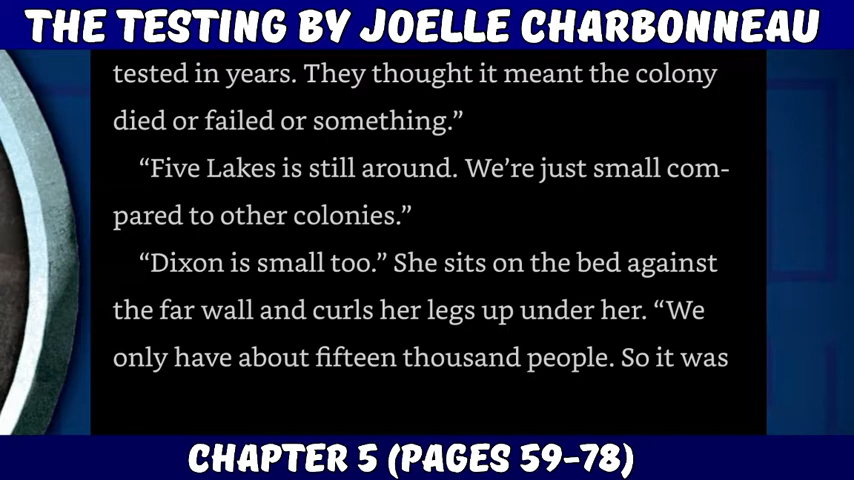 THE TESTING BY JOELLE CHARBONNEAU
tested in years. They thought it meant the colony
died or failed or something.”
“Five Lakes is still around. We’re just small com-
pared to other colonies.”
“Dixon is small too.” She sits on the bed against
the far wall and curls her legs up under her. “We
only have about fifteen thousand people. So it was
CHAPTER 5 (PAGES 59-78)